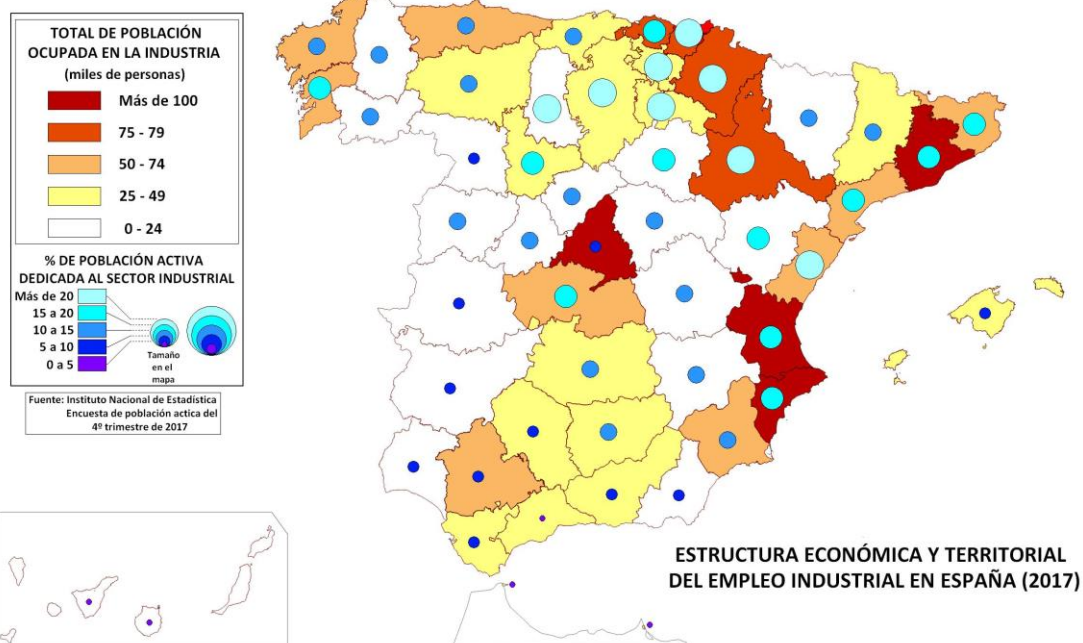 TOTAL DE POBLACIÓN
OCUPADA EN LA INDUSTRIA
(miles de personas)
Más de 100
75 - 79
50 - 74
25 - 49
0 - 24
% DE POBLACIÓN ACTIVA
DEDICADA AL SECTOR INDUSTRIAL
Más de 20
15 a 20
10 a 15
5 a 10
0 a 5
Tamaño
en el
mapa
Fuente: Instituto Nacional de Estadística
Encuesta de población actica del
4º trimestre de 2017
ESTRUCTURA ECONÓMICA Y TERRITORIAL
DEL EMPLEO INDUSTRIAL EN ESPAÑA (2017)